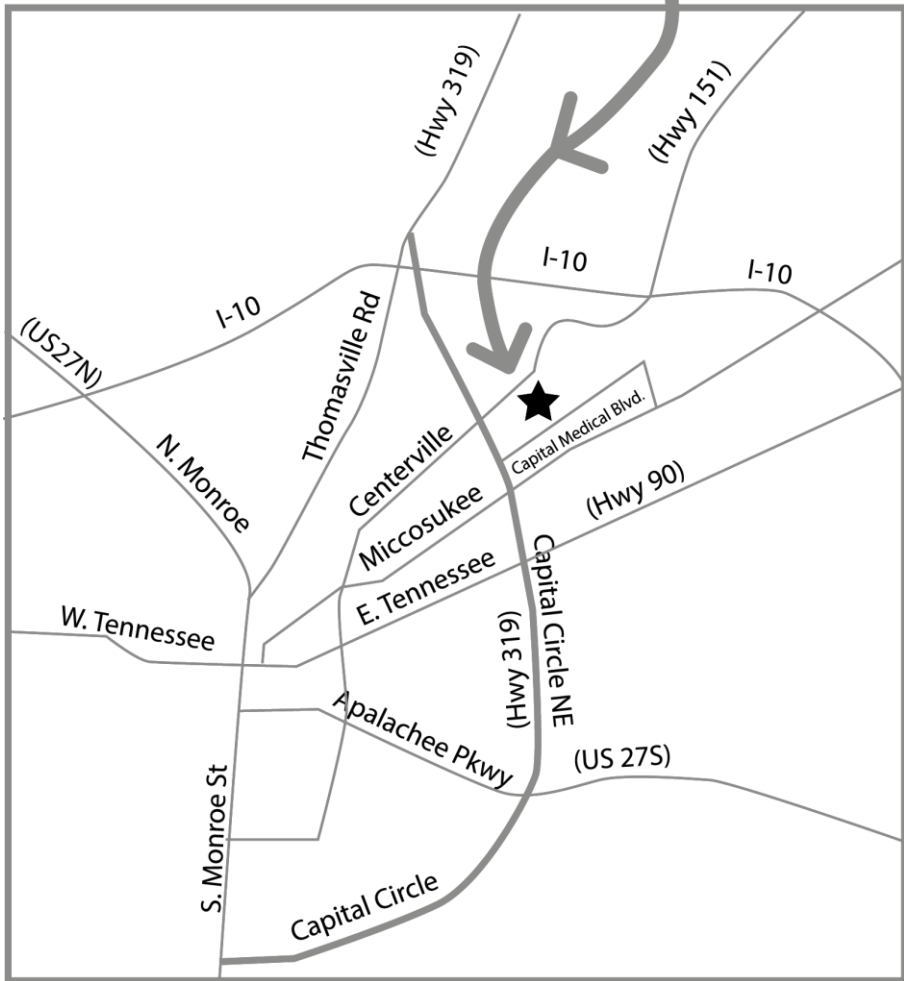 (Hwy 319)
(Hwy 151)
I-10
I-10
I-10
(US27N)
Thomasville Rd
N. Monroe
Centerville
Capital Medical Blvd.
Miccosukee
(Hwy 90)
E. Tennessee
Capital Circle NE
(Hwy 319)
W. Tennessee
Apalachee Pkwy
(US 27S)
S. Monroe St
Capital Circle